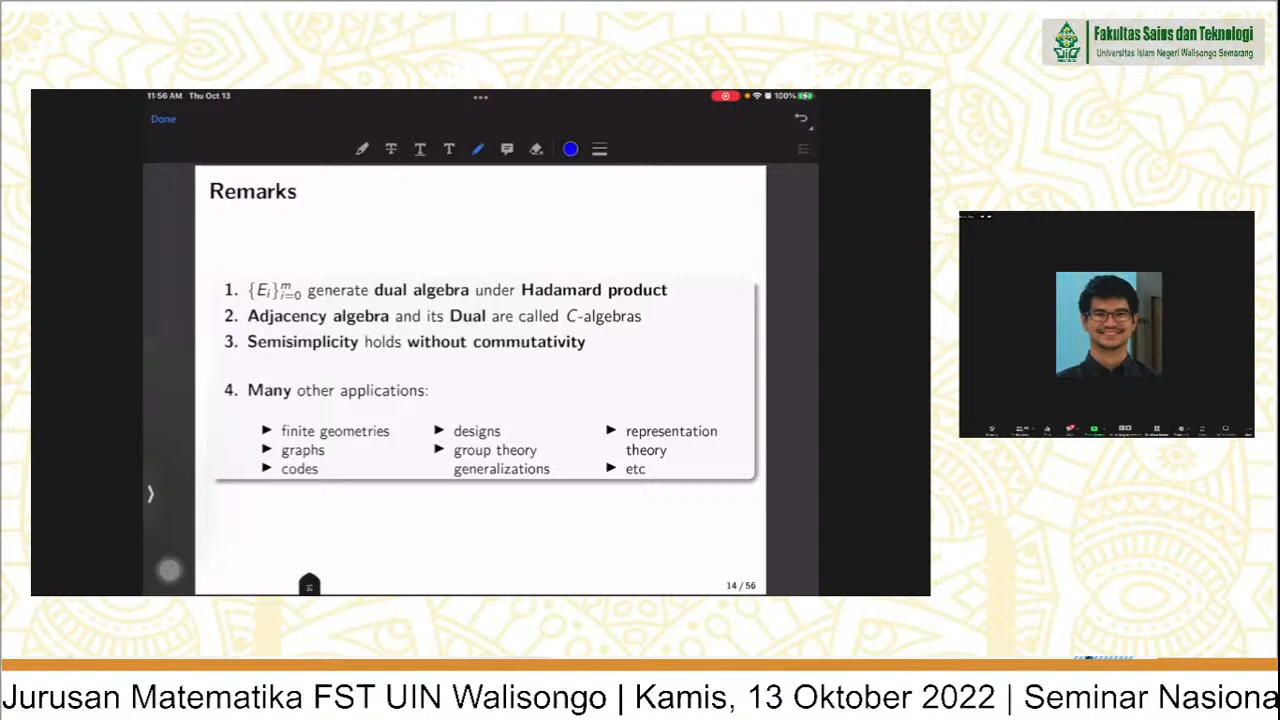 Fakultas Sains dan Teknologi
Universitas Islam Negeri Walisongo Semarang
11:56 AM Thu Oct 13
100%
Done
T T T
Remarks
1. {E_i}_{i=0}^m generate dual algebra under Hadamard product
2. Adjacency algebra and its Dual are called C-algebras
3. Semisimplicity holds without commutativity
4. Many other applications:
► finite geometries
► graphs
► codes
► designs
► group theory
generalizations
► representation
theory
► etc
14 / 56
Jurusan Matematika FST UIN Walisongo | Kamis, 13 Oktober 2022 | Seminar Nasiona